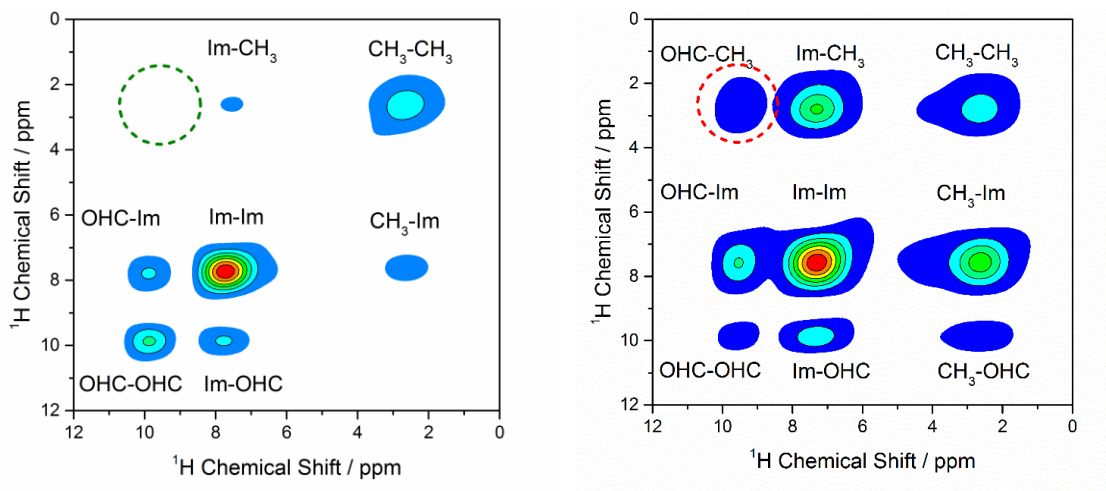 0
2
4
6
8
10
12
12
10
8
6
4
2
0
¹H Chemical Shift / ppm
¹H Chemical Shift / ppm
Im-CH₃
CH₃-CH₃
OHC-Im
Im-Im
CH₃-Im
OHC-OHC
Im-OHC
0
2
4
6
8
10
12
12
10
8
6
4
2
0
¹H Chemical Shift / ppm
¹H Chemical Shift / ppm
OHC-CH₃
Im-CH₃
CH₃-CH₃
OHC-Im
Im-Im
CH₃-Im
OHC-OHC
Im-OHC
CH₃-OHC